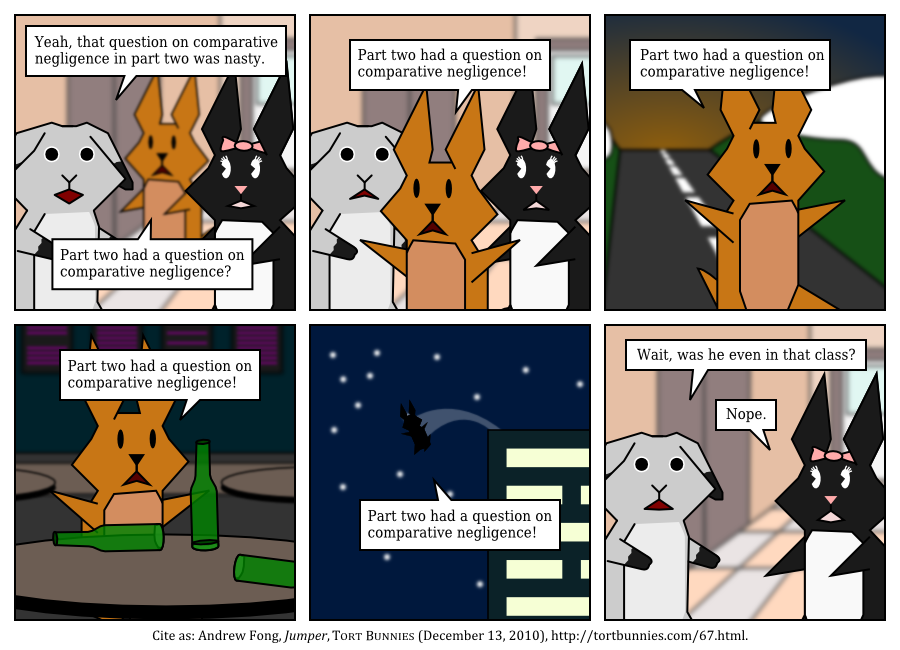 Yeah, that question on comparative
negligence in part two was nasty.
Part two had a question on
comparative negligence?
Part two had a question on
comparative negligence!
Part two had a question on
comparative negligence!
Part two had a question on
comparative negligence!
Part two had a question on
comparative negligence!
Wait, was he even in that class?
Nope.
Cite as: Andrew Fong, Jumper, TORT BUNNIES (December 13, 2010), http://tortbunnies.com/67.html.